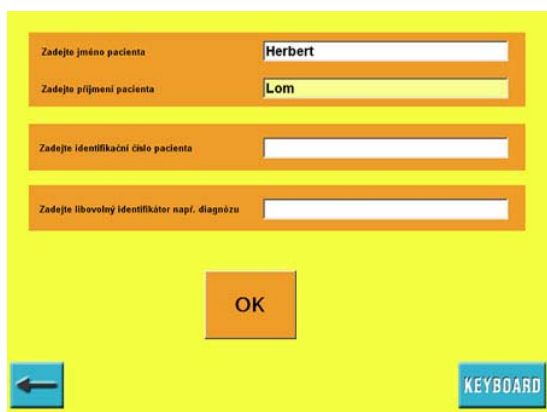 Zadejte jméno pacienta Herbert
Zadejte příjmení pacienta Lom
Zadejte identifikační číslo pacienta
Zadejte libovolný identifikátor např. diagnózu
OK
KEYBOARD